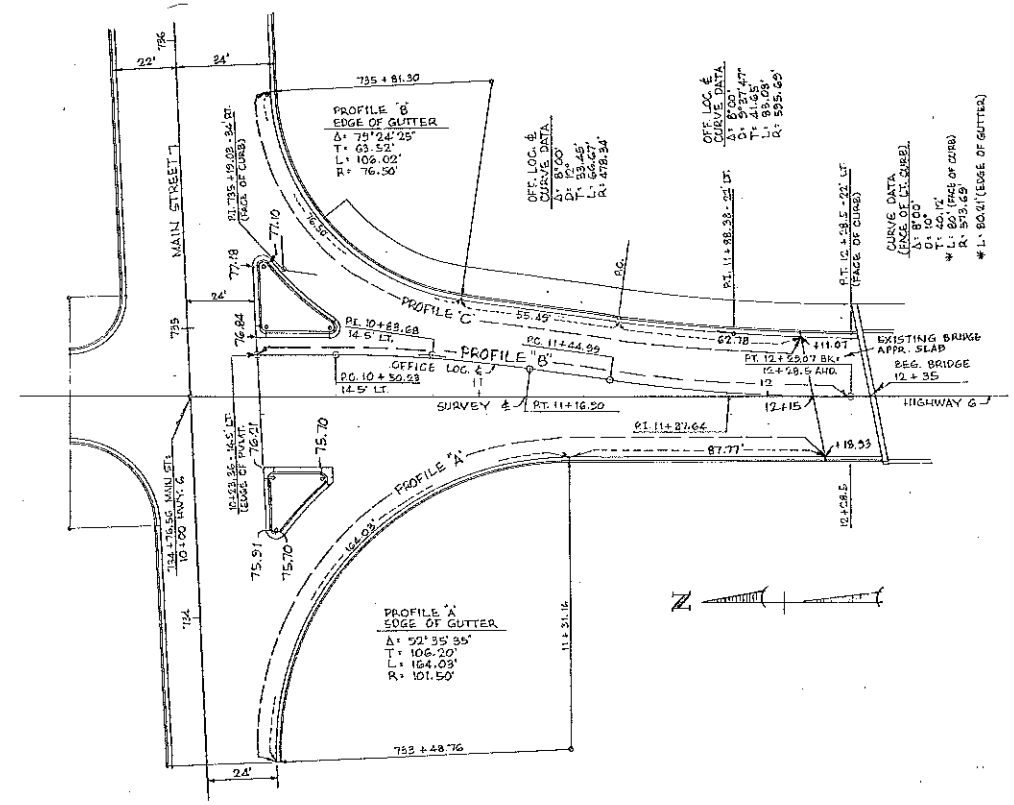 736
22'
24'
735 + 81.30
PROFILE "B"
EDGE OF GUTTER
Δ: 79°24'25"
T: 63.52'
L: 106.02'
R: 76.50'
OFF. LOC. ℄
CURVE DATA
Δ: 8°00'
D: 12°
T: 33.45'
L: 66.67'
R: 478.34'
OFF. LOC. ℄
CURVE DATA
Δ: 8°00'
D: 9°37'47"
T: 41.65'
L: 83.08'
R: 595.69'
CURVE DATA
(FACE OF LT. CURB)
Δ: 8°00'
D: 10°
T: 40.12'
* L: 80' (FACE OF CURB)
R: 573.69'
* L: 80.21' (EDGE OF GUTTER)
MAIN STREET
P.I. 735 + 19.03 - 34' RT.
(FACE OF CURB)
77.18
77.10
76.50
24'
735
76.84
PROFILE "C"
55.45
P.C.
P.I. 11 + 88.38 - 22' LT.
P.T. 12 + 28.5 - 22' LT.
(FACE OF CURB)
62.78
+11.07
P.I. 10+83.68
14.5' LT.
P.C. 11+44.99
PROFILE "B"
OFFICE LOC. ℄
11
P.C. 10 + 50.23
14.5' LT.
P.T. 12+29.07 BK=
12+28.5 AHD.
12
EXISTING BRIDGE
APPR. SLAB
BEG. BRIDGE
12 + 35
SURVEY ℄
P.T. 11+16.90
12+15
HIGHWAY 6
P.I. 11+87.64
87.77'
+18.93
12+28.5
734 +76.56 MAIN ST.=
10+00 HWY. 6
10+23.36 - 14.5' LT.
(EDGE OF PVMT.)
76.21
75.70
PROFILE "A"
164.03'
75.91
75.70
734
PROFILE "A"
EDGE OF GUTTER
Δ: 92°35'35"
T: 106.20'
L: 164.03'
R: 101.50'
11 + 31.16
N
733 + 48.76
24'